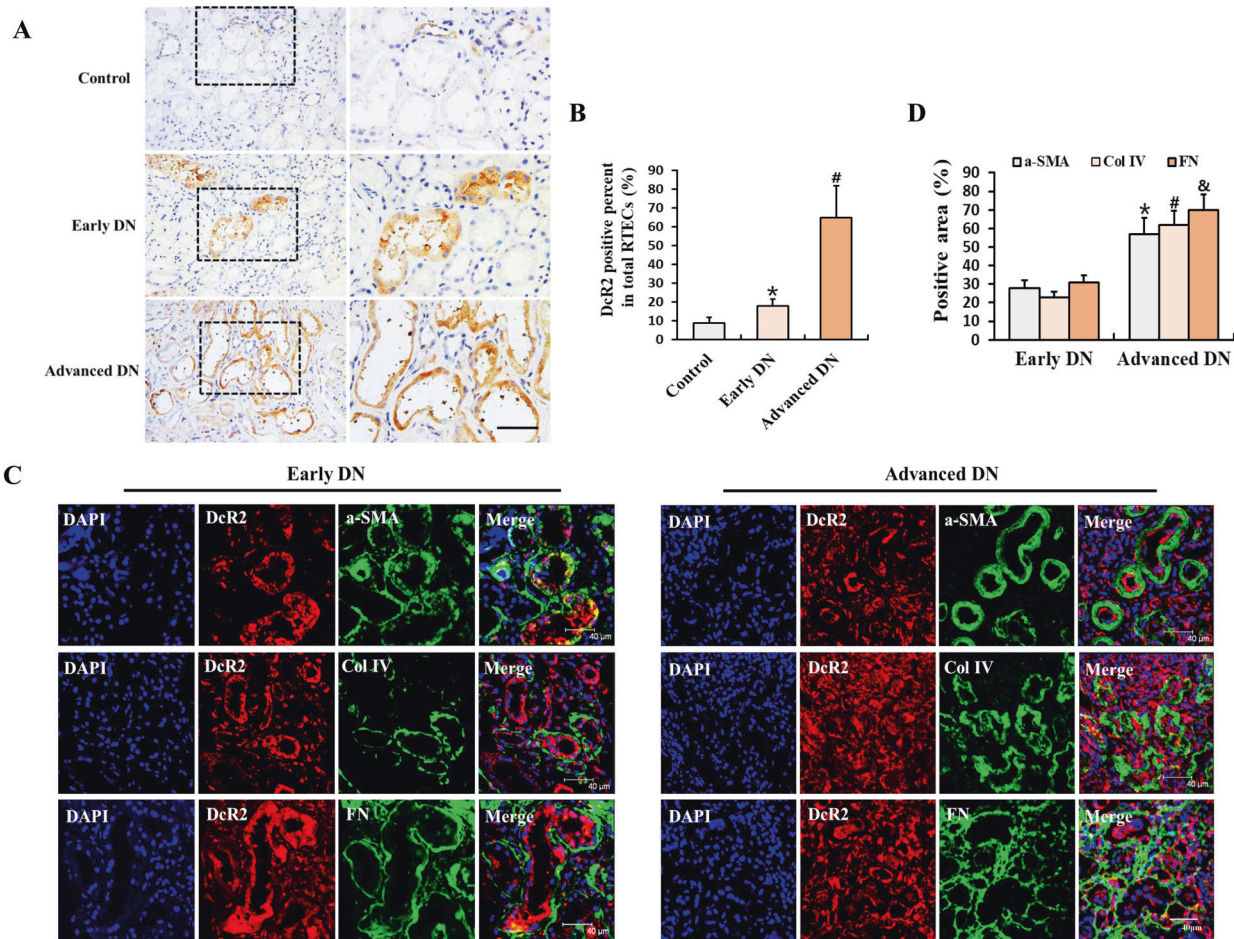 A
Control
Early DN
Advanced DN
B
DcR2 positive percent
in total RTECs (%)
90
80
70
60
50
40
30
20
10
0
*
#
Control
Early DN
Advanced DN
D
a-SMA Col IV FN
Positive area (%)
90
80
70
60
50
40
30
20
10
0
* # &
Early DN Advanced DN
C
Early DN
DAPI DcR2 a-SMA Merge
40 µm
DAPI DcR2 Col IV Merge
40 µm
DAPI DcR2 FN Merge
40 µm
Advanced DN
DAPI DcR2 a-SMA Merge
40 µm
DAPI DcR2 Col IV Merge
40 µm
DAPI DcR2 FN Merge
40µm